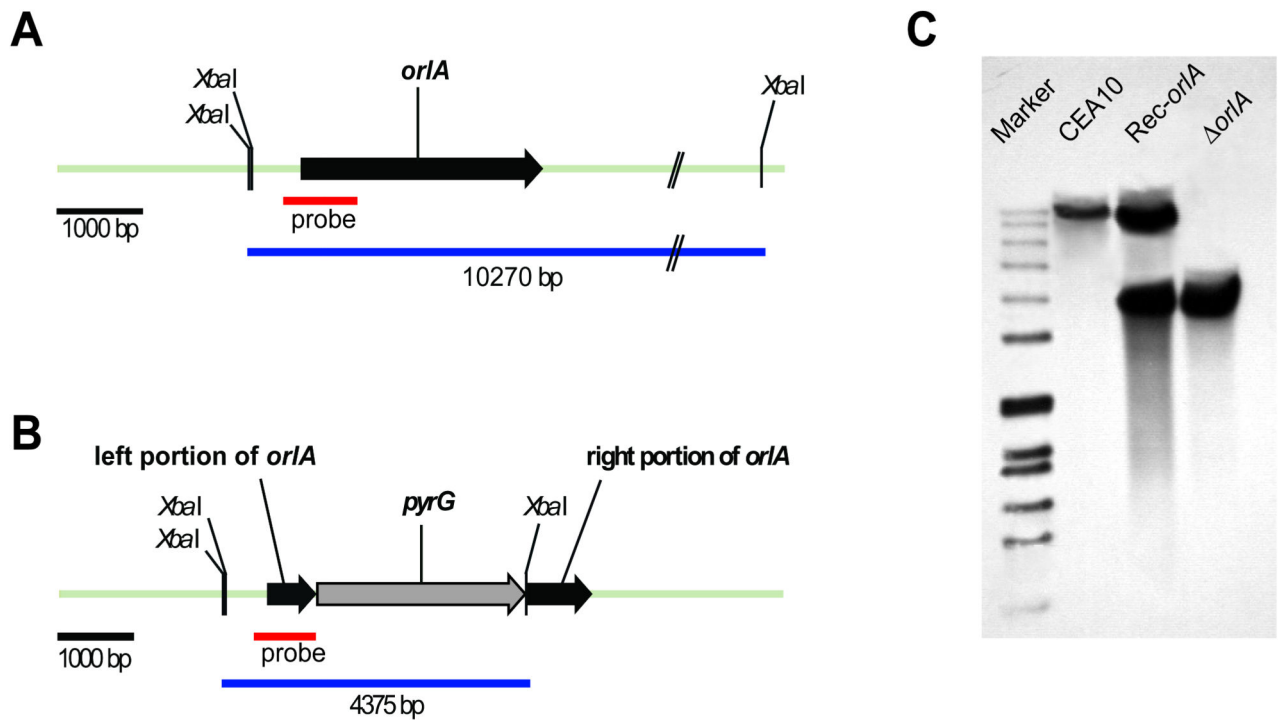 A
XbaI
XbaI
orlA
XbaI
1000 bp
probe
10270 bp
B
left portion of orlA
right portion of orlA
XbaI
XbaI
pyrG
XbaI
1000 bp
probe
4375 bp
C
Marker
CEA10
Rec-orlA
ΔorlA